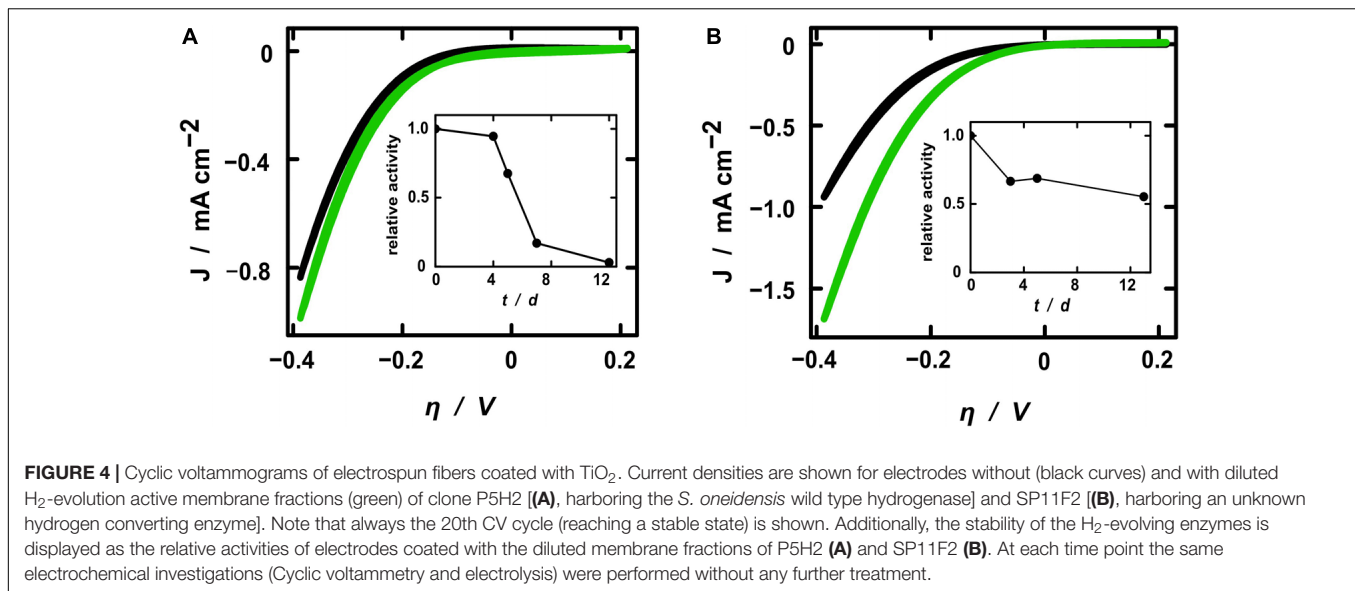 A
B
0
−0.4
−0.8
J / mA cm−2
−0.4
−0.2
0
0.2
η / V
relative activity
1.0
0.5
0
0
4
8
12
t / d
0
−0.5
−1.0
−1.5
J / mA cm−2
−0.4
−0.2
0
0.2
η / V
relative activity
1.0
0.5
0
0
4
8
12
t / d
FIGURE 4 | Cyclic voltammograms of electrospun fibers coated with TiO2. Current densities are shown for electrodes without (black curves) and with diluted
H2-evolution active membrane fractions (green) of clone P5H2 [(A), harboring the S. oneidensis wild type hydrogenase] and SP11F2 [(B), harboring an unknown
hydrogen converting enzyme]. Note that always the 20th CV cycle (reaching a stable state) is shown. Additionally, the stability of the H2-evolving enzymes is
displayed as the relative activities of electrodes coated with the diluted membrane fractions of P5H2 (A) and SP11F2 (B). At each time point the same
electrochemical investigations (Cyclic voltammetry and electrolysis) were performed without any further treatment.